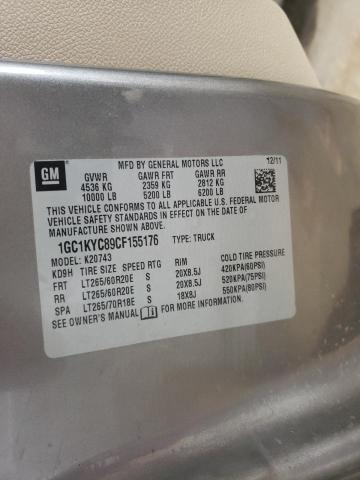 GM
MFD BY GENERAL MOTORS LLC 12/11
GVWR GAWR FRT GAWR RR
4536 KG 2359 KG 2812 KG
10000 LB 5200 LB 6200 LB
THIS VEHICLE CONFORMS TO ALL APPLICABLE U.S. FEDERAL MOTOR
VEHICLE SAFETY STANDARDS IN EFFECT ON THE DATE OF
MANUFACTURE SHOWN ABOVE.
1GC1KYC89CF155176 TYPE: TRUCK
MODEL: K20743
KD9H TIRE SIZE SPEED RTG RIM COLD TIRE PRESSURE
FRT LT265/60R20E S 20X8.5J 420KPA(60PSI)
RR LT265/60R20E S 20X8.5J 520KPA(75PSI)
SPA LT265/70R18E S 18X8J 550KPA(80PSI)
SEE OWNER'S MANUAL FOR MORE INFORMATION.